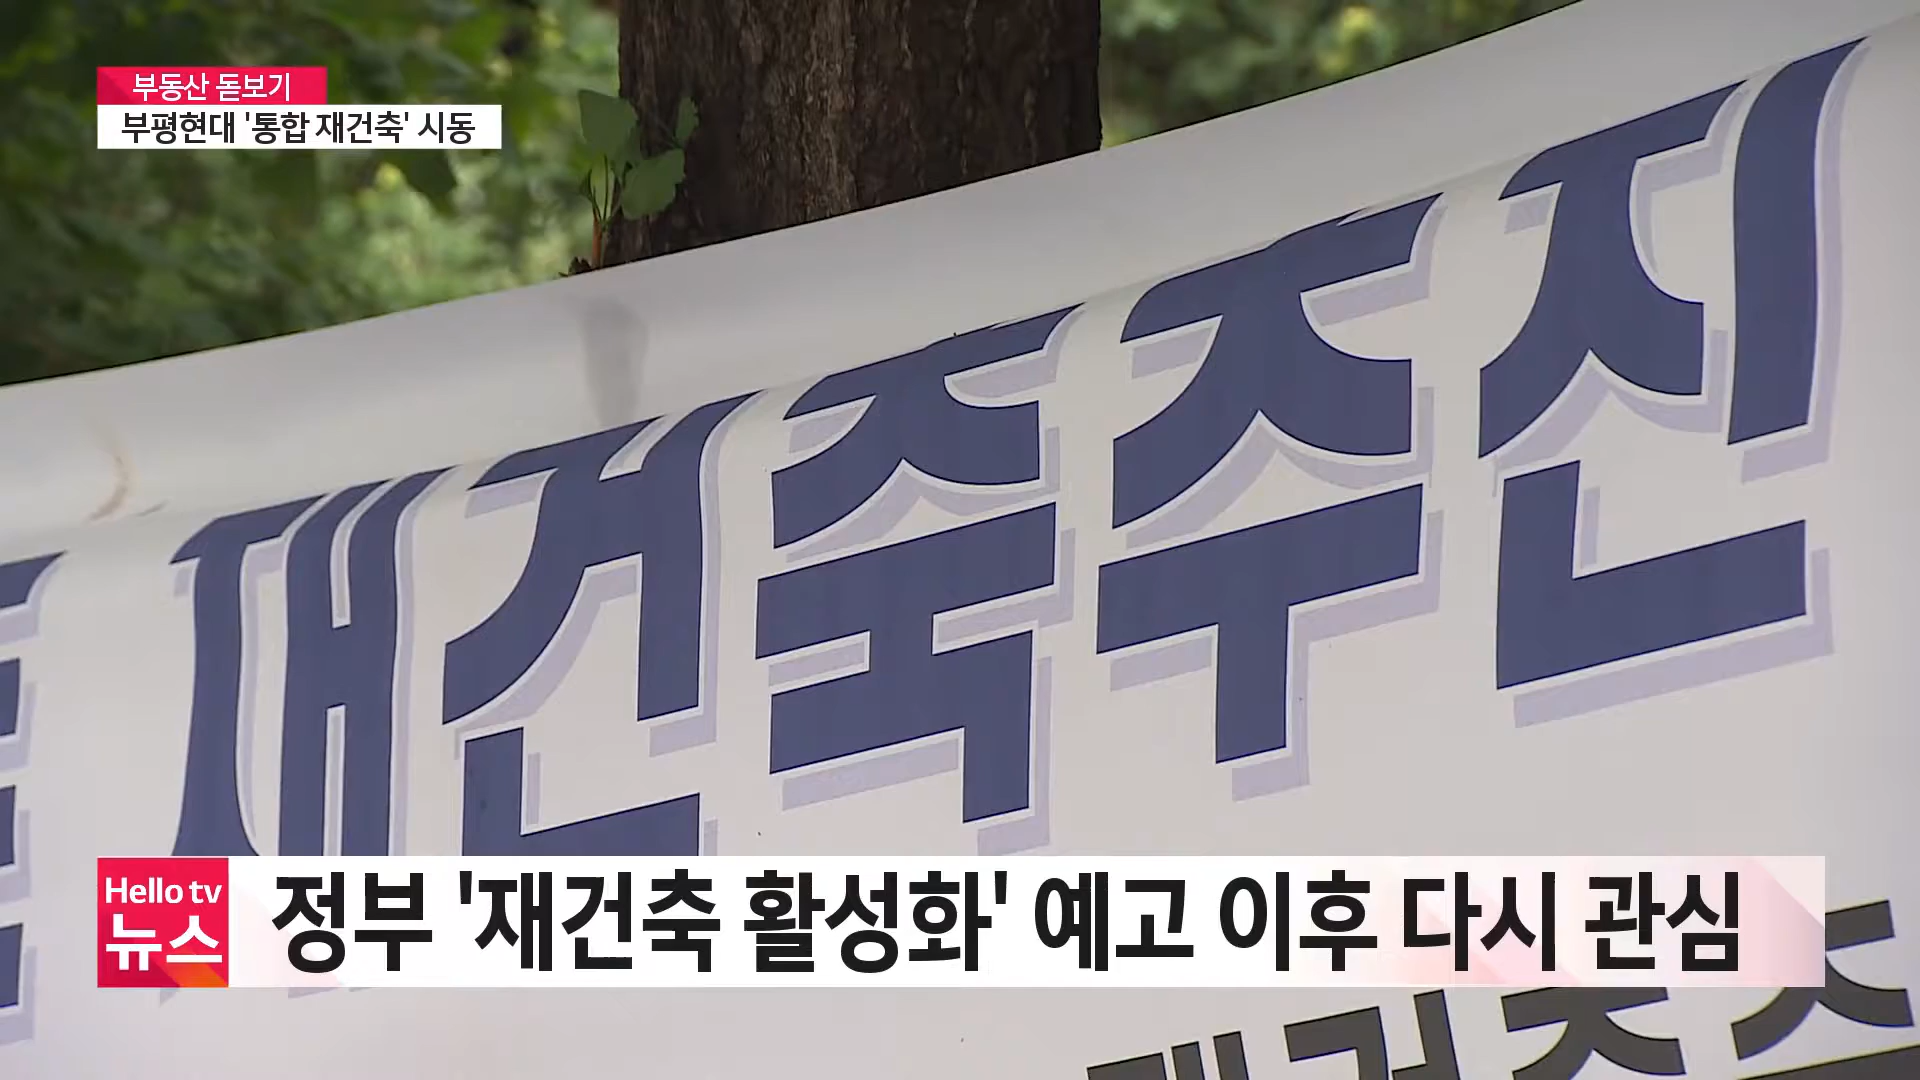 부동산 돋보기
부평현대 '통합 재건축' 시동
재건축추진
Hello tv
뉴스
정부 '재건축 활성화' 예고 이후 다시 관심